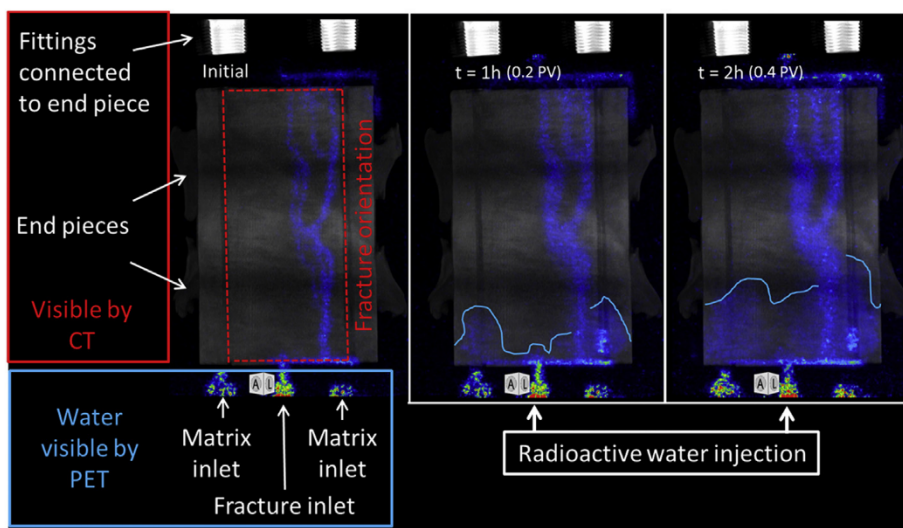 Fittings
connected
to end piece
End pieces
Visible by
CT
Initial
Fracture orientation
t = 1h (0.2 PV)
t = 2h (0.4 PV)
Water
visible by
PET
A L
A L
A L
Matrix
inlet
Matrix
inlet
Fracture inlet
Radioactive water injection